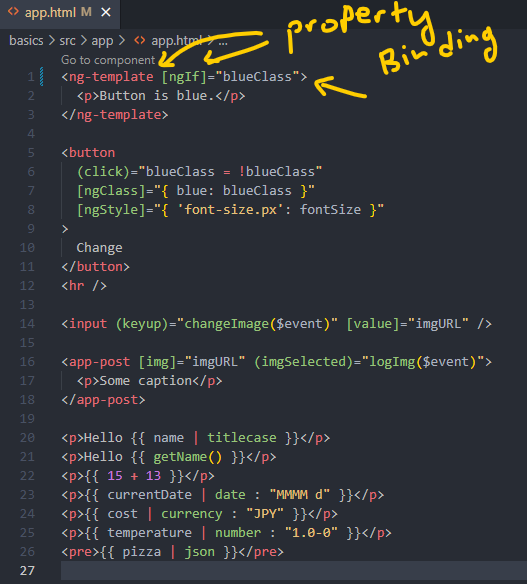 app.html M ×
property
Binding
basics > src > app > app.html > ...
Go to component
1 <ng-template [ngIf]="blueClass">
2 <p>Button is blue.</p>
3 </ng-template>
4
5 <button
6 (click)="blueClass = !blueClass"
7 [ngClass]="{ blue: blueClass }"
8 [ngStyle]="{ 'font-size.px': fontSize }"
9 >
10 Change
11 </button>
12 <hr />
13
14 <input (keyup)="changeImage($event)" [value]="imgURL" />
15
16 <app-post [img]="imgURL" (imgSelected)="logImg($event)">
17 <p>Some caption</p>
18 </app-post>
19
20 <p>Hello {{ name | titlecase }}</p>
21 <p>Hello {{ getName() }}</p>
22 <p>{{ 15 + 13 }}</p>
23 <p>{{ currentDate | date : "MMMM d" }}</p>
24 <p>{{ cost | currency : "JPY" }}</p>
25 <p>{{ temperature | number : "1.0-0" }}</p>
26 <pre>{{ pizza | json }}</pre>
27